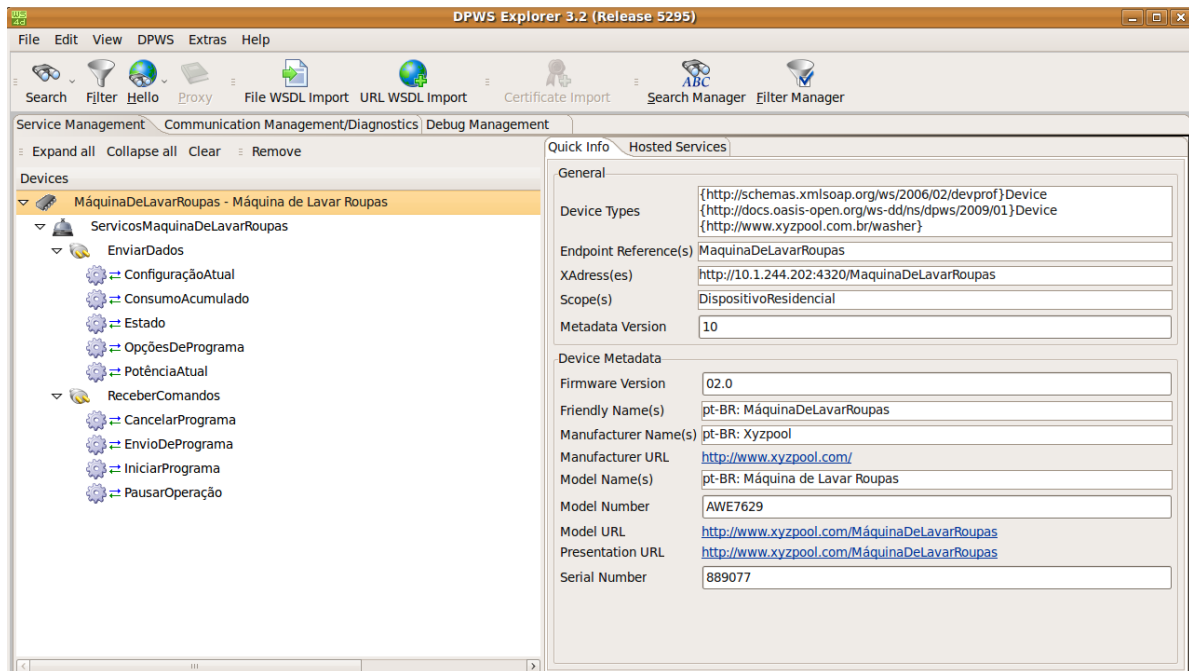 WS
4d
DPWS Explorer 3.2 (Release 5295)
File Edit View DPWS Extras Help
Search Filter Hello Proxy File WSDL Import URL WSDL Import Certificate Import ABC Search Manager Filter Manager
Service Management Communication Management/Diagnostics Debug Management
Expand all Collapse all Clear Remove
Devices
MáquinaDeLavarRoupas - Máquina de Lavar Roupas
ServicosMaquinaDeLavarRoupas
EnviarDados
ConfiguraçãoAtual
ConsumoAcumulado
Estado
OpçõesDePrograma
PotênciaAtual
ReceberComandos
CancelarPrograma
EnvioDePrograma
IniciarPrograma
PausarOperação
Quick Info Hosted Services
General
Device Types
{http://schemas.xmlsoap.org/ws/2006/02/devprof}Device
{http://docs.oasis-open.org/ws-dd/ns/dpws/2009/01}Device
{http://www.xyzpool.com.br/washer}
Endpoint Reference(s) MaquinaDeLavarRoupas
XAdress(es) http://10.1.244.202:4320/MaquinaDeLavarRoupas
Scope(s) DispositivoResidencial
Metadata Version 10
Device Metadata
Firmware Version 02.0
Friendly Name(s) pt-BR: MáquinaDeLavarRoupas
Manufacturer Name(s) pt-BR: Xyzpool
Manufacturer URL http://www.xyzpool.com/
Model Name(s) pt-BR: Máquina de Lavar Roupas
Model Number AWE7629
Model URL http://www.xyzpool.com/MáquinaDeLavarRoupas
Presentation URL http://www.xyzpool.com/MáquinaDeLavarRoupas
Serial Number 889077